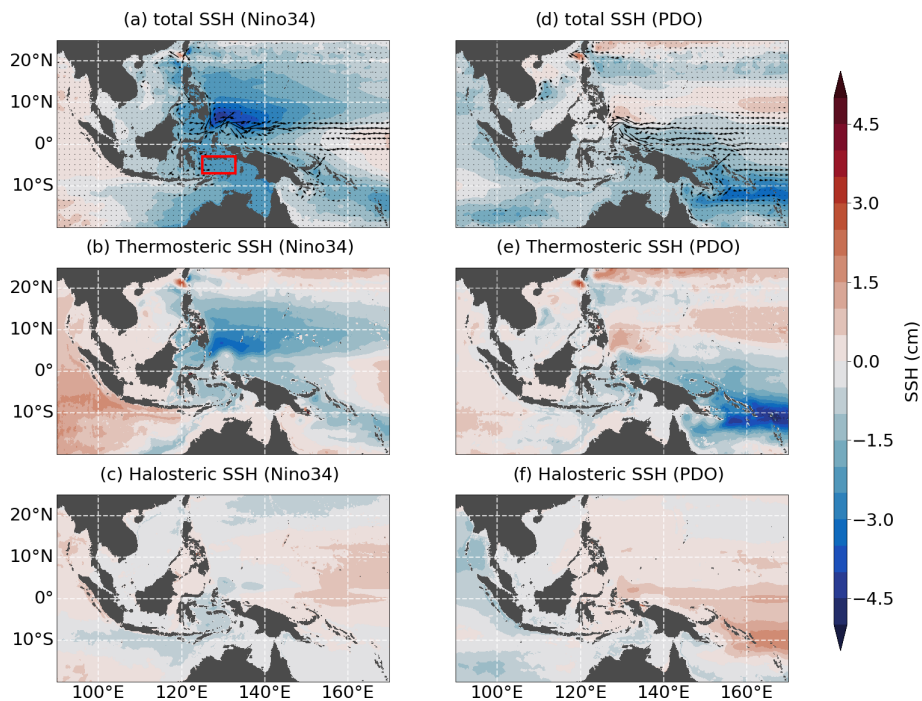 (a) total SSH (Nino34)
(d) total SSH (PDO)
20°N
10°N
0°
10°S
(b) Thermosteric SSH (Nino34)
(e) Thermosteric SSH (PDO)
20°N
10°N
0°
10°S
(c) Halosteric SSH (Nino34)
(f) Halosteric SSH (PDO)
20°N
10°N
0°
10°S
100°E 120°E 140°E 160°E
100°E 120°E 140°E 160°E
4.5
3.0
1.5
0.0
−1.5
−3.0
−4.5
SSH (cm)